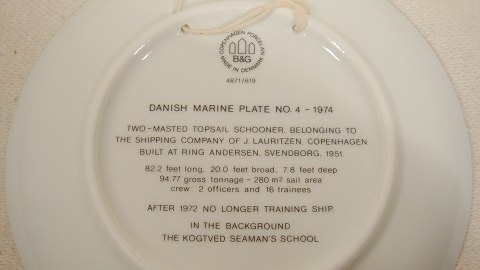 COPENHAGEN PORCELAIN
B&G
MADE IN DENMARK
4871/619
DANISH MARINE PLATE NO. 4 - 1974
TWO-MASTED TOPSAIL SCHOONER, BELONGING TO
THE SHIPPING COMPANY OF J. LAURITZEN, COPENHAGEN.
BUILT AT RING ANDERSEN, SVENDBORG, 1951.
82.2 feet long, 20.0 feet broad, 7.8 feet deep
94.77 gross tonnage - 280 m² sail area
crew: 2 officers and 16 trainees
AFTER 1972 NO LONGER TRAINING SHIP.
IN THE BACKGROUND
THE KOGTVED SEAMAN'S SCHOOL